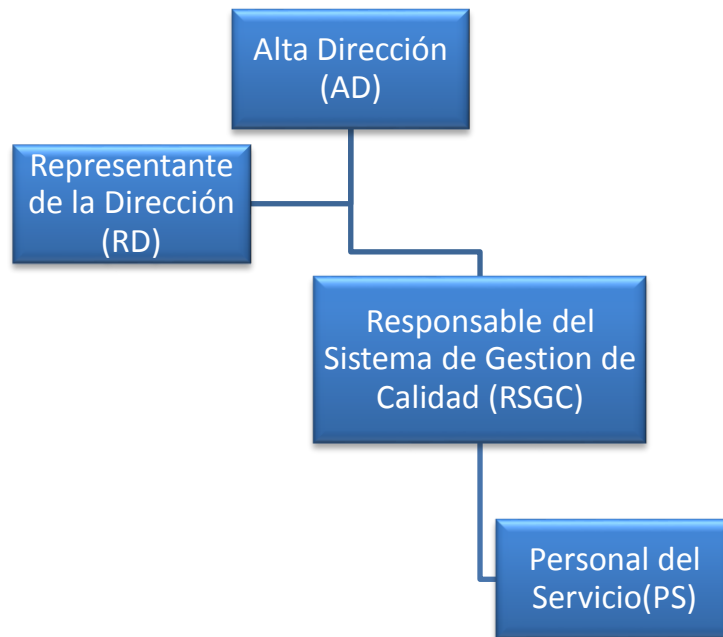 Alta Dirección
(AD)
Representante
de la Dirección
(RD)
Responsable del
Sistema de Gestion de
Calidad (RSGC)
Personal del
Servicio(PS)